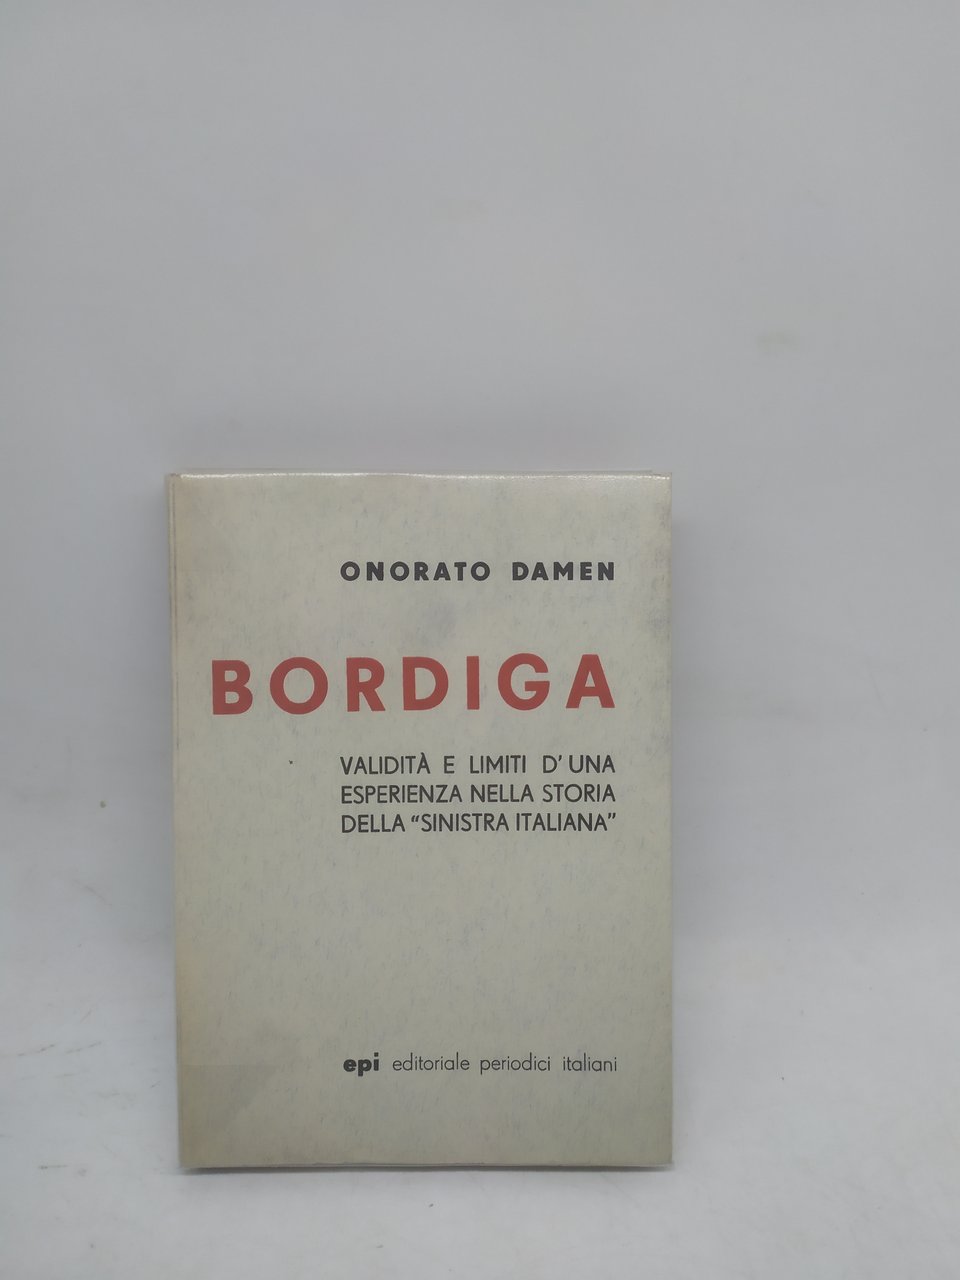 ONORATO DAMEN
BORDIGA
VALIDITÀ E LIMITI D'UNA
ESPERIENZA NELLA STORIA
DELLA "SINISTRA ITALIANA"
epi editoriale periodici italiani